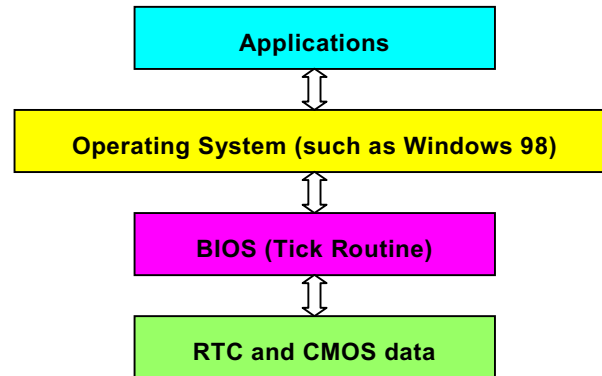 Applications
Operating System (such as Windows 98)
BIOS (Tick Routine)
RTC and CMOS data